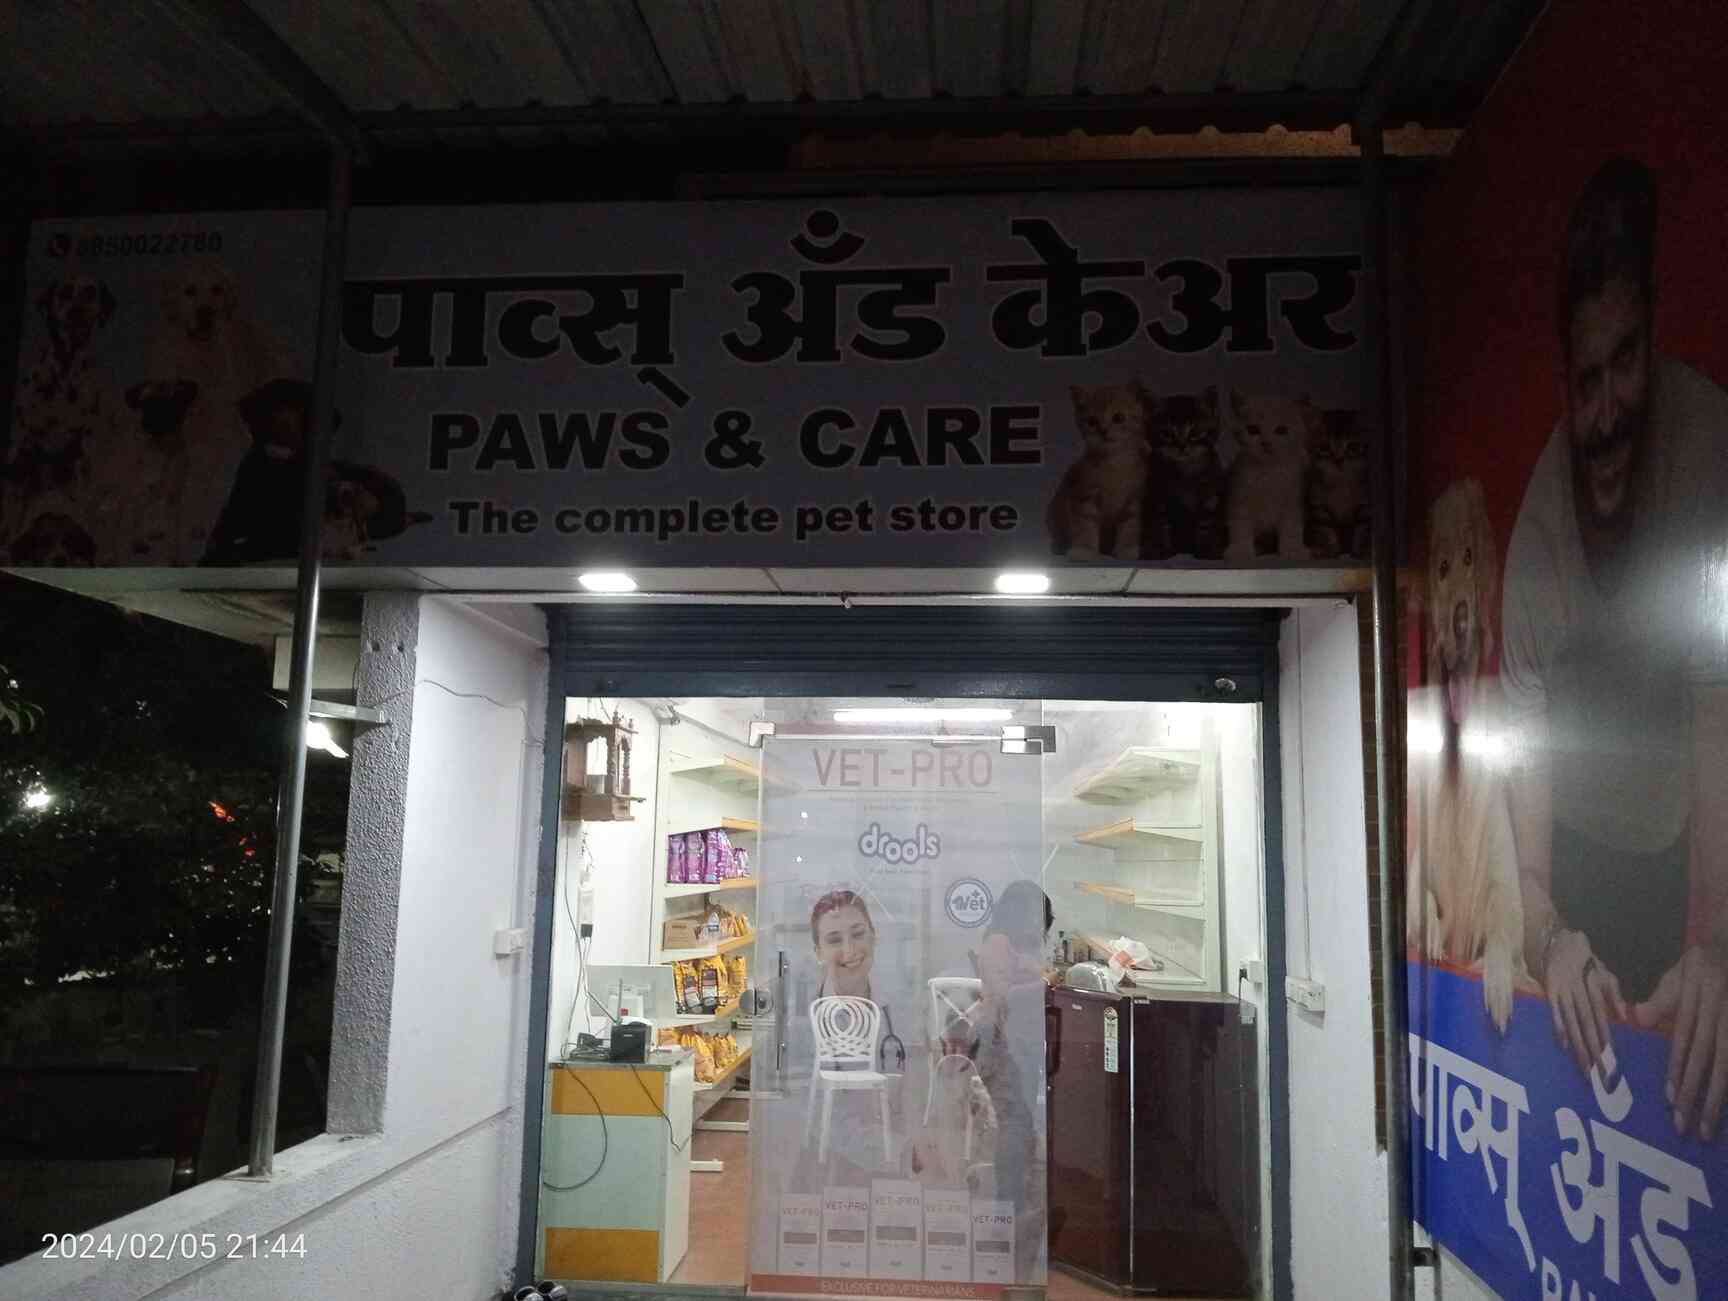 8850022780
पाव्स् अँड केअर
PAWS & CARE
The complete pet store
VET-PRO
drools
Vet
VET-PRO
VET-PRO
VET-PRO
VET-PRO
VET-PRO
EXCLUSIVE FOR VETERINARIANS
पाव्स् अँड
2024/02/05 21:44